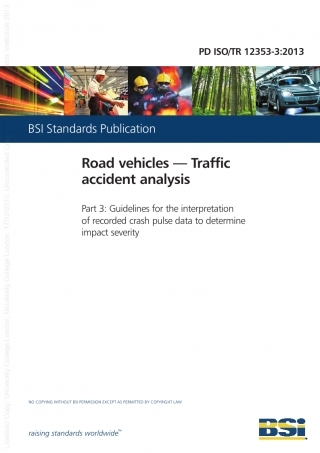 PD ISO/TR 12353-3:2013
BSI Standards Publication
Road vehicles — Traffic
accident analysis
Part 3: Guidelines for the interpretation
of recorded crash pulse data to determine
impact severity
NO COPYING WITHOUT BSI PERMISSION EXCEPT AS PERMITTED BY COPYRIGHT LAW
raising standards worldwide™
BSi